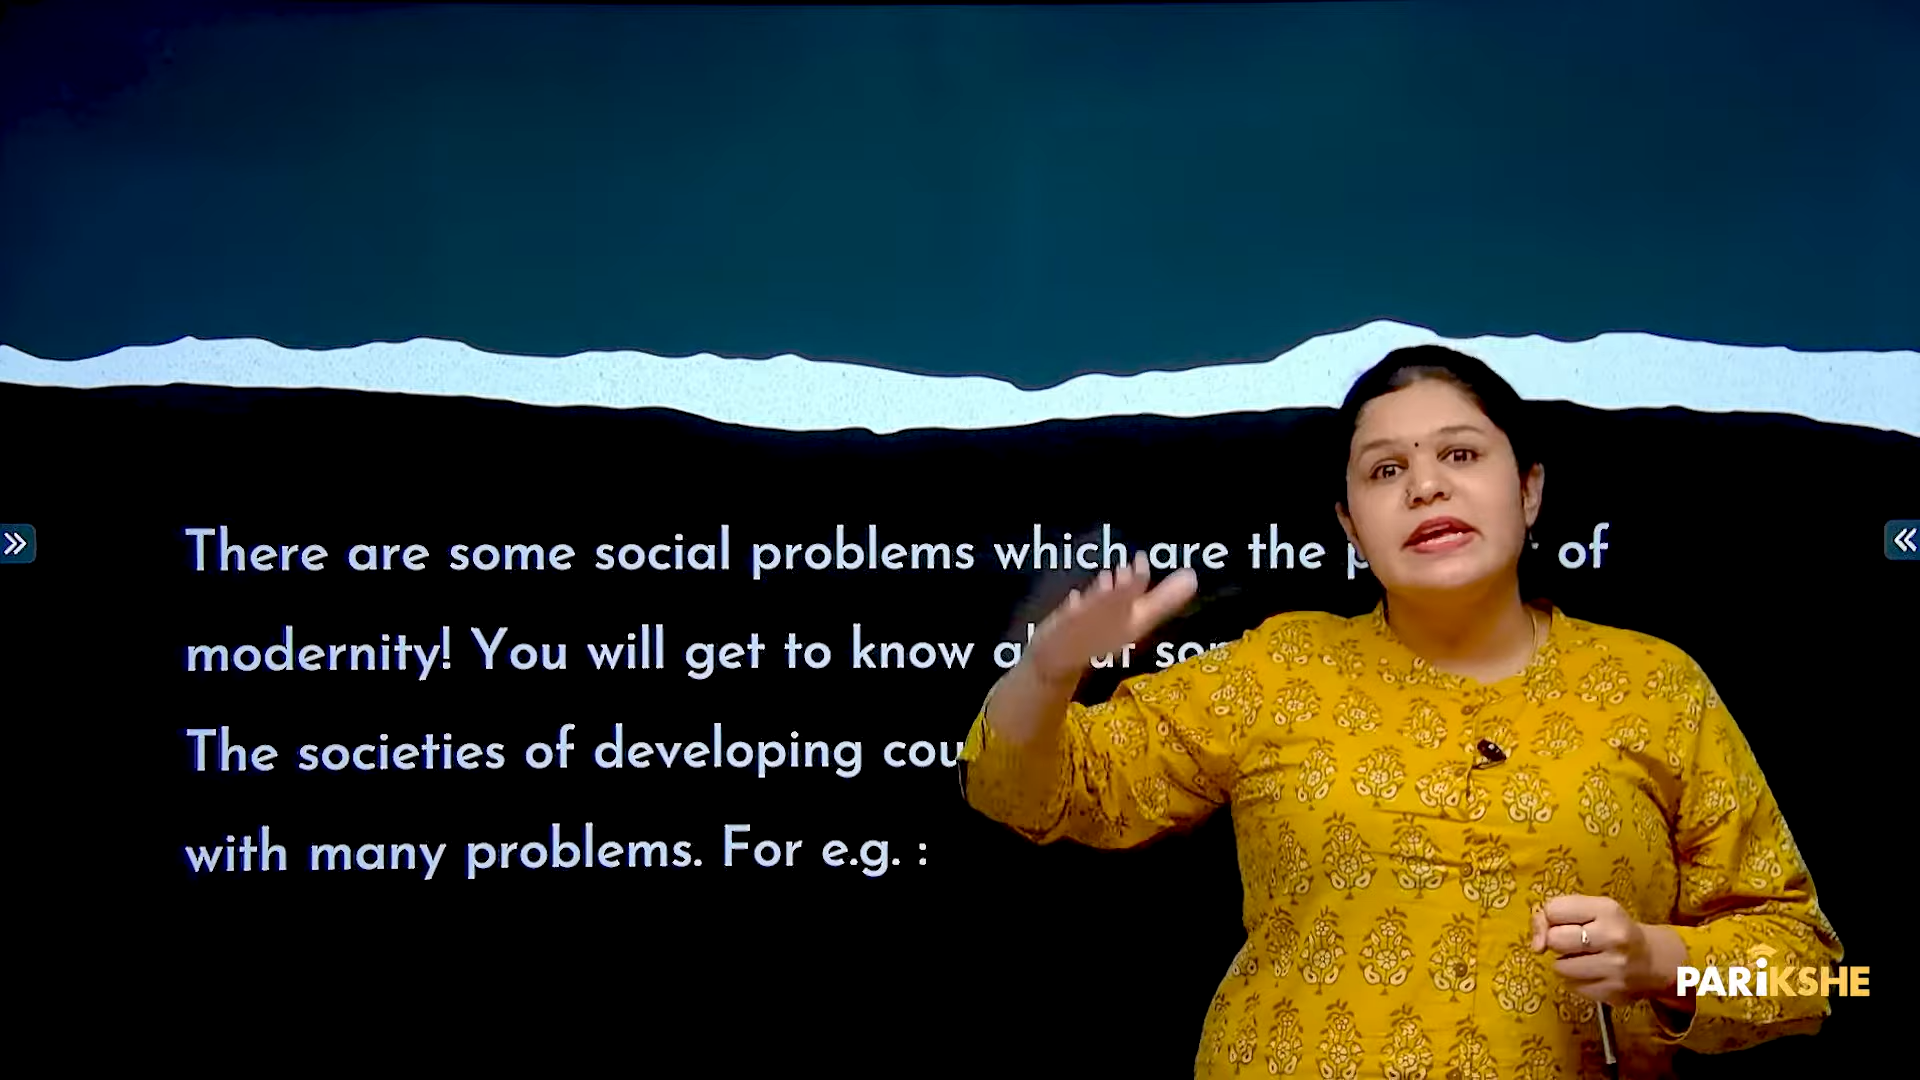 There are some social problems which are the of
modernity! You will get to know
The societies of developing
with many problems. For e.g. :
PARiKSHE